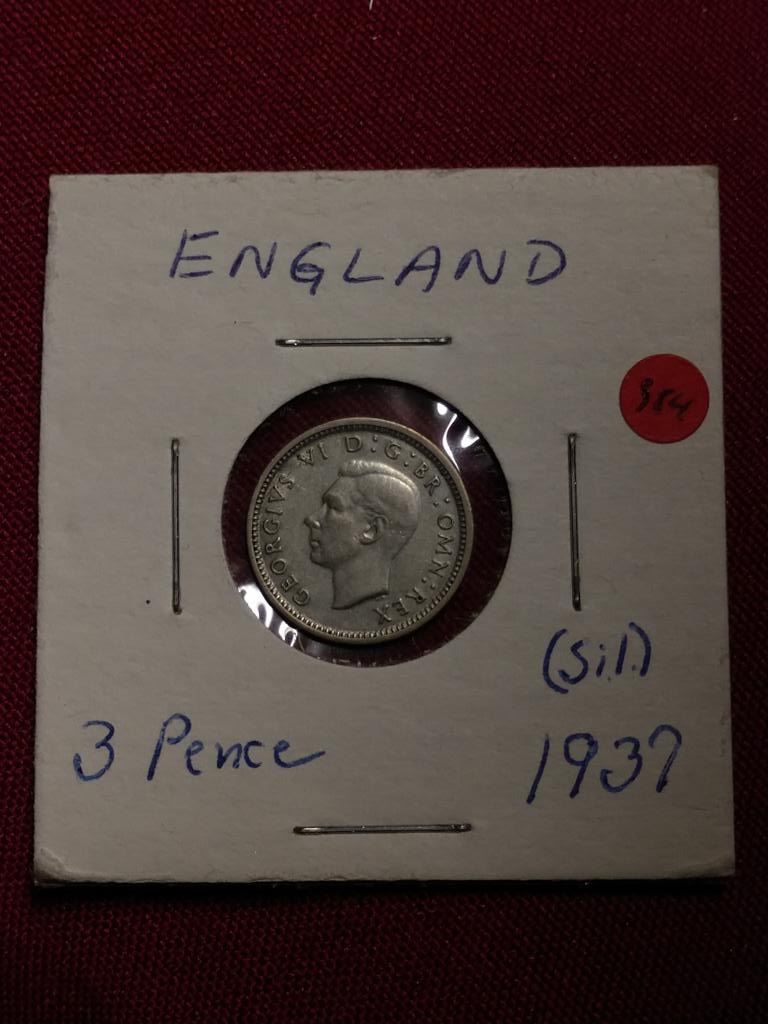 ENGLAND
GEORGIVS VI D:G:BR:OMN:REX
(Sil.)
3 Pence
1937